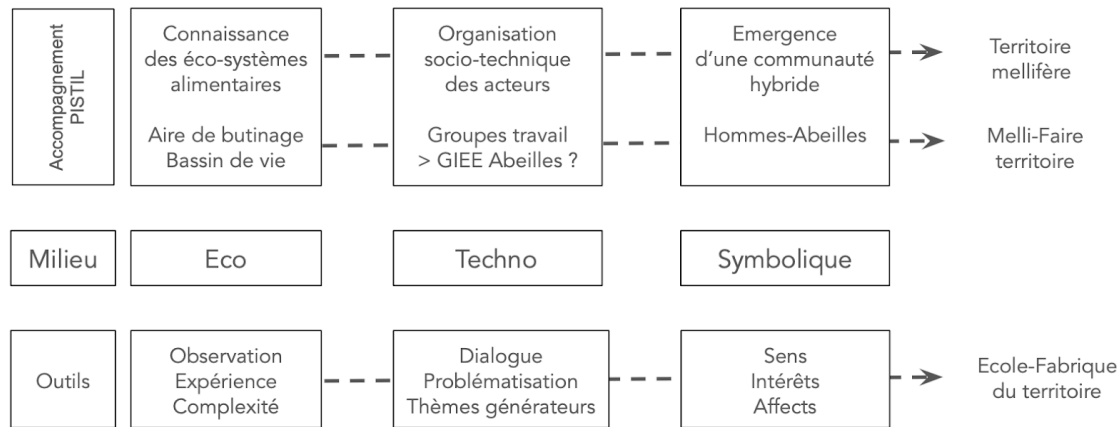 Accompagnement
PISTIL
Connaissance
des éco-systèmes
alimentaires
Aire de butinage
Bassin de vie
Organisation
socio-technique
des acteurs
Groupes travail
> GIEE Abeilles ?
Emergence
d'une communauté
hybride
Hommes-Abeilles
Territoire
mellifère
Melli-Faire
territoire
Milieu
Eco
Techno
Symbolique
Outils
Observation
Expérience
Complexité
Dialogue
Problématisation
Thèmes générateurs
Sens
Intérêts
Affects
Ecole-Fabrique
du territoire